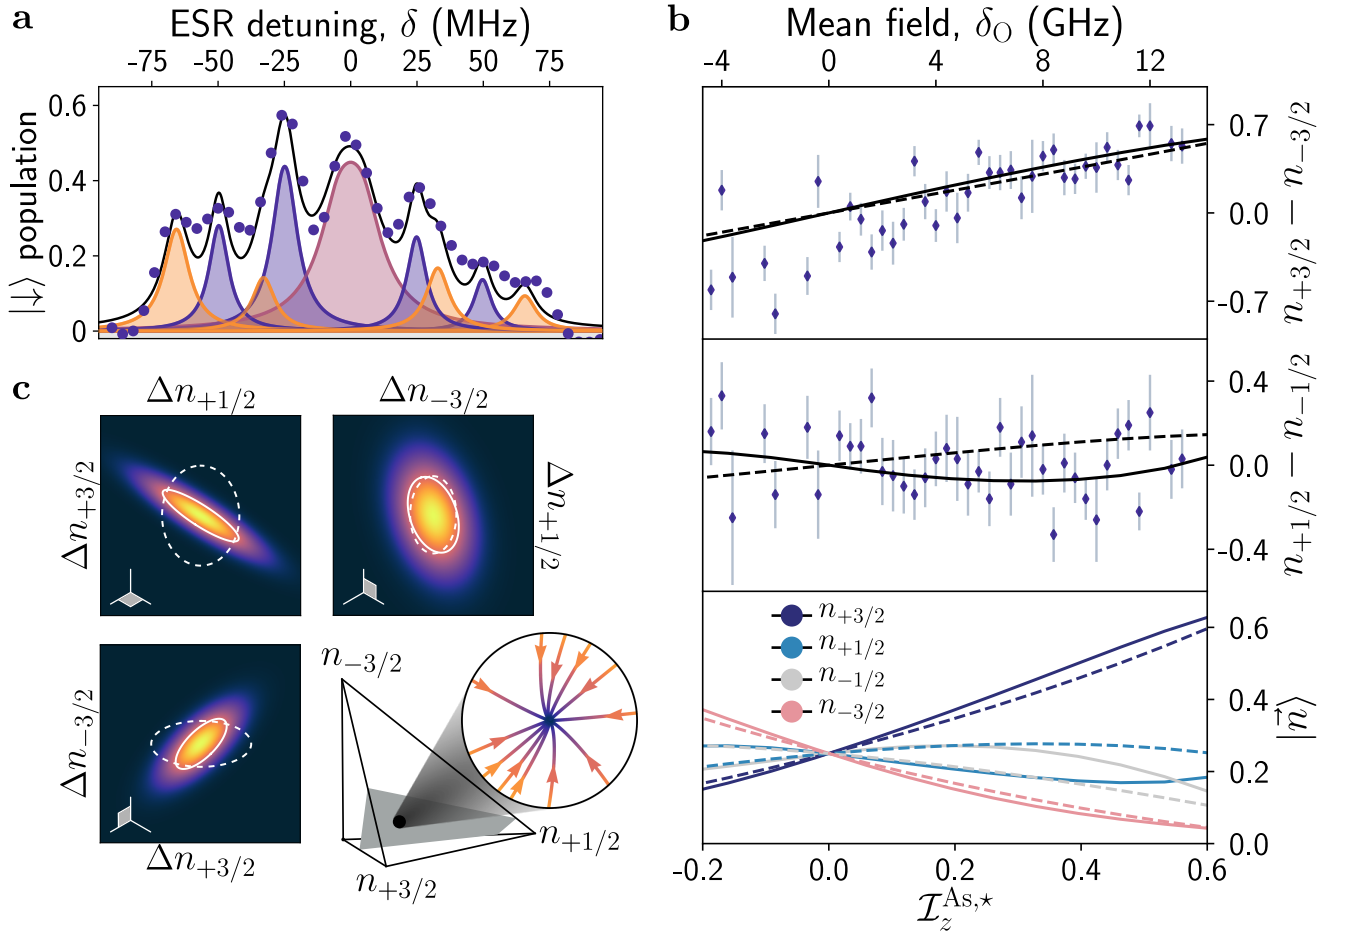 a
ESR detuning, δ (MHz)
-75 -50 -25 0 25 50 75
|↓⟩ population
0.6
0.4
0.2
0
b
Mean field, δ_O (GHz)
-4 0 4 8 12
0.7
0.0
-0.7
n_{+3/2} − n_{−3/2}
0.4
0.0
-0.4
n_{+1/2} − n_{−1/2}
n_{+3/2}
n_{+1/2}
n_{−1/2}
n_{−3/2}
0.6
0.4
0.2
0.0
|n⃗⟩
-0.2 0.0 0.2 0.4 0.6
ℐ_z^{As,⋆}
c
Δn_{+1/2}
Δn_{+3/2}
Δn_{−3/2}
Δn_{+1/2}
Δn_{−3/2}
Δn_{+3/2}
n_{−3/2}
n_{+1/2}
n_{+3/2}